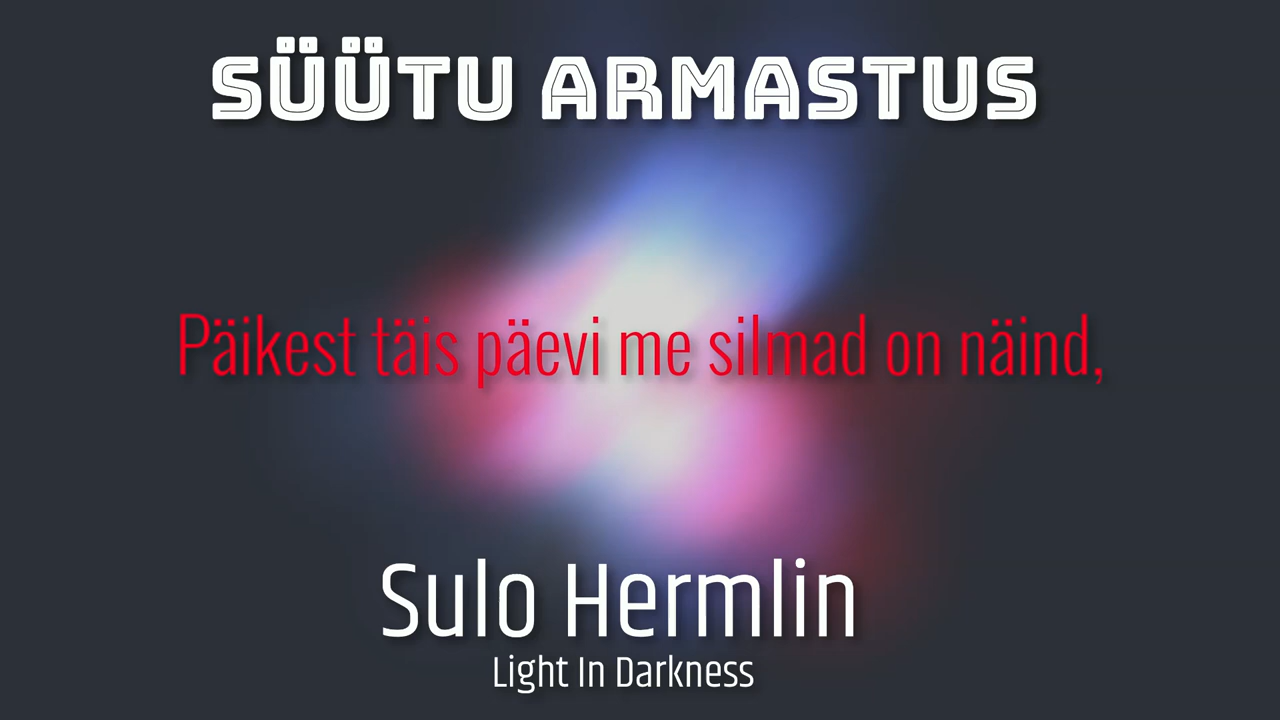 SÜÜTU ARMASTUS
Päikest täis päevi me silmad on näind,
Sulo Hermlin
Light In Darkness